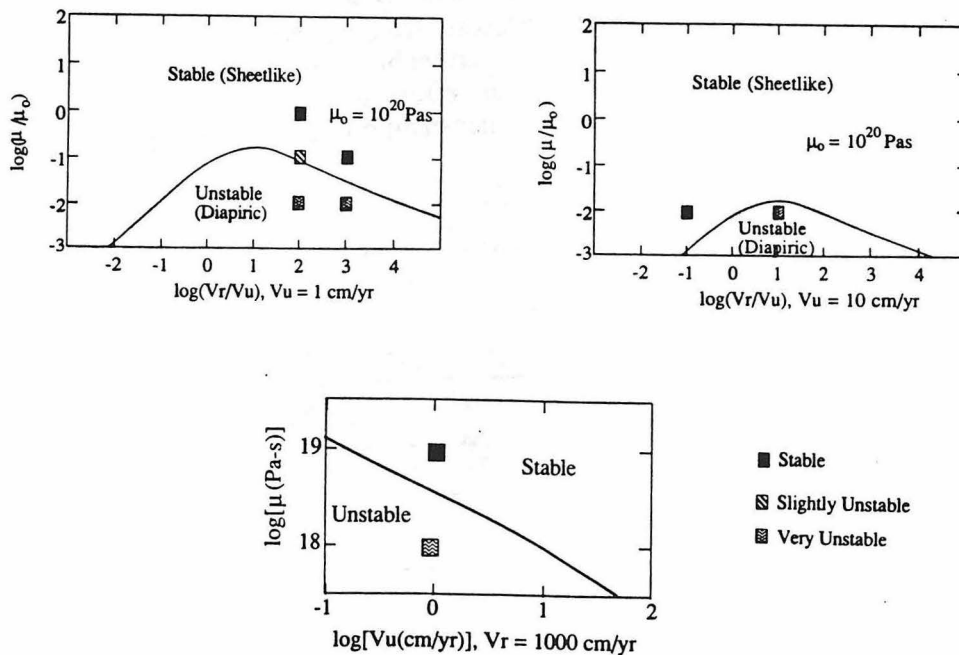 2
1
0
-1
-2
-3
log(μ/μo)
Stable (Sheetlike)
μo = 10^20 Pas
Unstable
(Diapiric)
-2 -1 0 1 2 3 4
log(Vr/Vu), Vu = 1 cm/yr
2
1
0
-1
-2
-3
log(μ/μo)
Stable (Sheetlike)
μo = 10^20 Pas
Unstable
(Diapiric)
-2 -1 0 1 2 3 4
log(Vr/Vu), Vu = 10 cm/yr
19
18
log[μ (Pa-s)]
Stable
Unstable
-1 0 1 2
log[Vu(cm/yr)], Vr = 1000 cm/yr
Stable
Slightly Unstable
Very Unstable